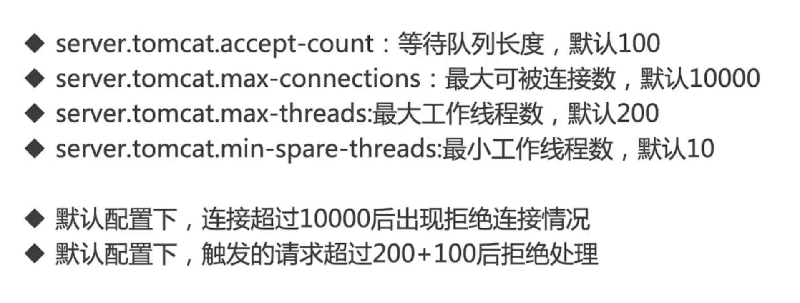 ◆ server.tomcat.accept-count：等待队列长度，默认100
◆ server.tomcat.max-connections：最大可被连接数，默认10000
◆ server.tomcat.max-threads:最大工作线程数，默认200
◆ server.tomcat.min-spare-threads:最小工作线程数，默认10
◆ 默认配置下，连接超过10000后出现拒绝连接情况
◆ 默认配置下，触发的请求超过200+100后拒绝处理